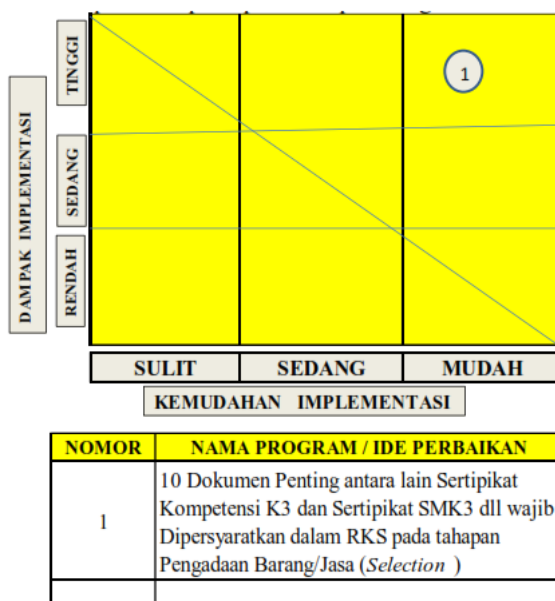 TINGGI
1
DAMPAK IMPLEMENTASI
SEDANG
RENDAH
SULIT SEDANG MUDAH
KEMUDAHAN IMPLEMENTASI
NOMOR NAMA PROGRAM / IDE PERBAIKAN
1
10 Dokumen Penting antara lain Sertipikat
Kompetensi K3 dan Sertipikat SMK3 dll wajib
Dipersyaratkan dalam RKS pada tahapan
Pengadaan Barang/Jasa (Selection )